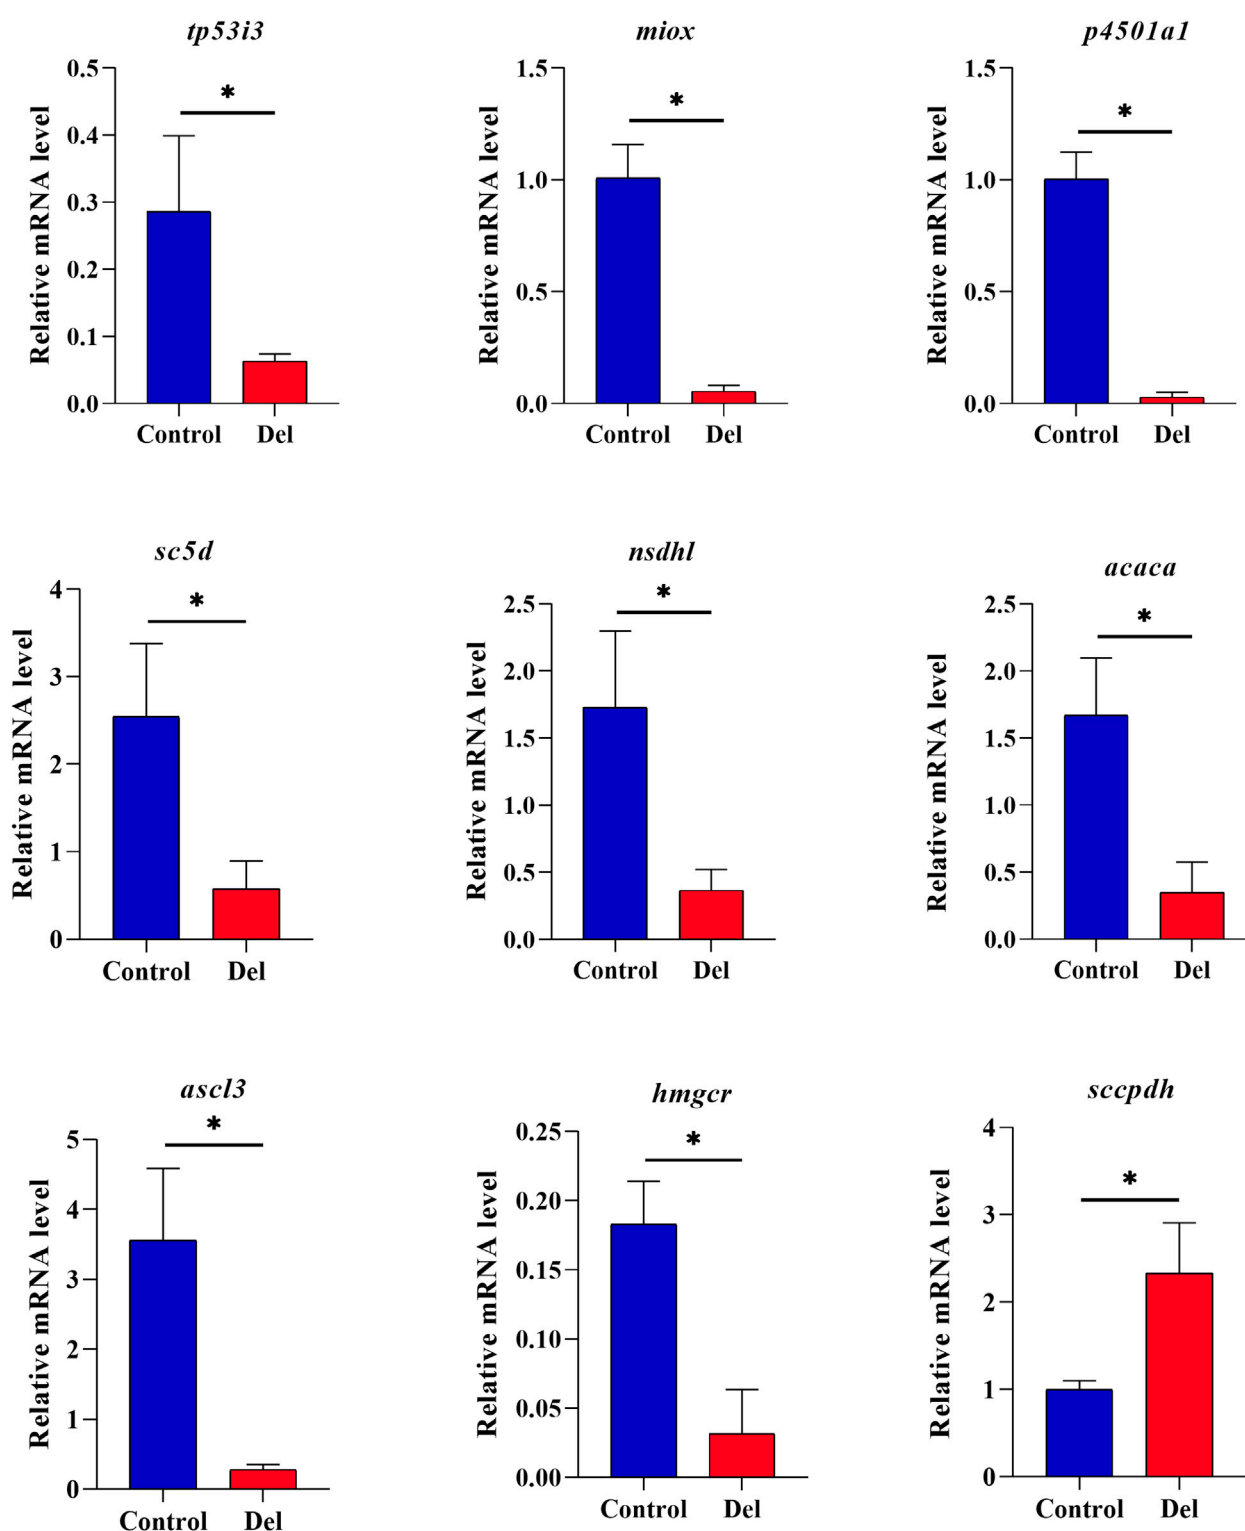 tp53i3
*
Relative mRNA level
0.5
0.4
0.3
0.2
0.1
0.0
Control Del
miox
*
Relative mRNA level
1.5
1.0
0.5
0.0
Control Del
p4501a1
*
Relative mRNA level
1.5
1.0
0.5
0.0
Control Del
sc5d
*
Relative mRNA level
4
3
2
1
0
Control Del
nsdhl
*
Relative mRNA level
2.5
2.0
1.5
1.0
0.5
0.0
Control Del
acaca
*
Relative mRNA level
2.5
2.0
1.5
1.0
0.5
0.0
Control Del
ascl3
*
Relative mRNA level
5
4
3
2
1
0
Control Del
hmgcr
*
Relative mRNA level
0.25
0.20
0.15
0.10
0.05
0.00
Control Del
sccpdh
*
Relative mRNA level
4
3
2
1
0
Control Del